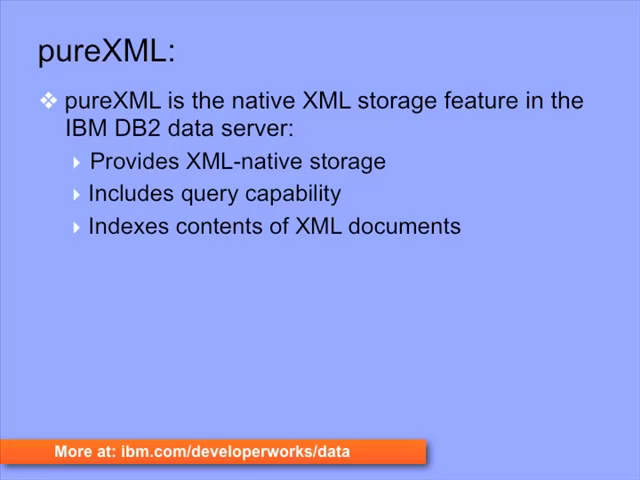 pureXML:
pureXML is the native XML storage feature in the
IBM DB2 data server:
Provides XML-native storage
Includes query capability
Indexes contents of XML documents
More at: ibm.com/developerworks/data